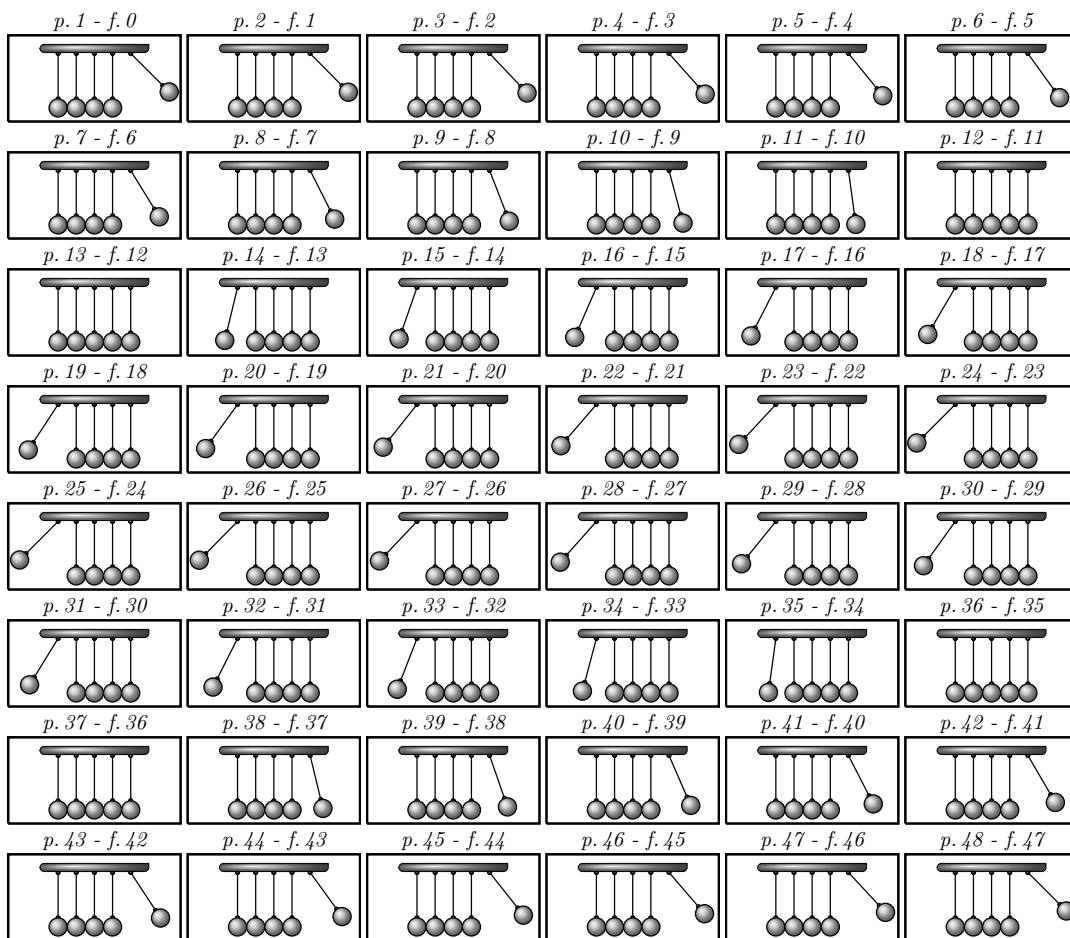 p. 1 - f. 0 p. 2 - f. 1 p. 3 - f. 2 p. 4 - f. 3 p. 5 - f. 4 p. 6 - f. 5
p. 7 - f. 6 p. 8 - f. 7 p. 9 - f. 8 p. 10 - f. 9 p. 11 - f. 10 p. 12 - f. 11
p. 13 - f. 12 p. 14 - f. 13 p. 15 - f. 14 p. 16 - f. 15 p. 17 - f. 16 p. 18 - f. 17
p. 19 - f. 18 p. 20 - f. 19 p. 21 - f. 20 p. 22 - f. 21 p. 23 - f. 22 p. 24 - f. 23
p. 25 - f. 24 p. 26 - f. 25 p. 27 - f. 26 p. 28 - f. 27 p. 29 - f. 28 p. 30 - f. 29
p. 31 - f. 30 p. 32 - f. 31 p. 33 - f. 32 p. 34 - f. 33 p. 35 - f. 34 p. 36 - f. 35
p. 37 - f. 36 p. 38 - f. 37 p. 39 - f. 38 p. 40 - f. 39 p. 41 - f. 40 p. 42 - f. 41
p. 43 - f. 42 p. 44 - f. 43 p. 45 - f. 44 p. 46 - f. 45 p. 47 - f. 46 p. 48 - f. 47